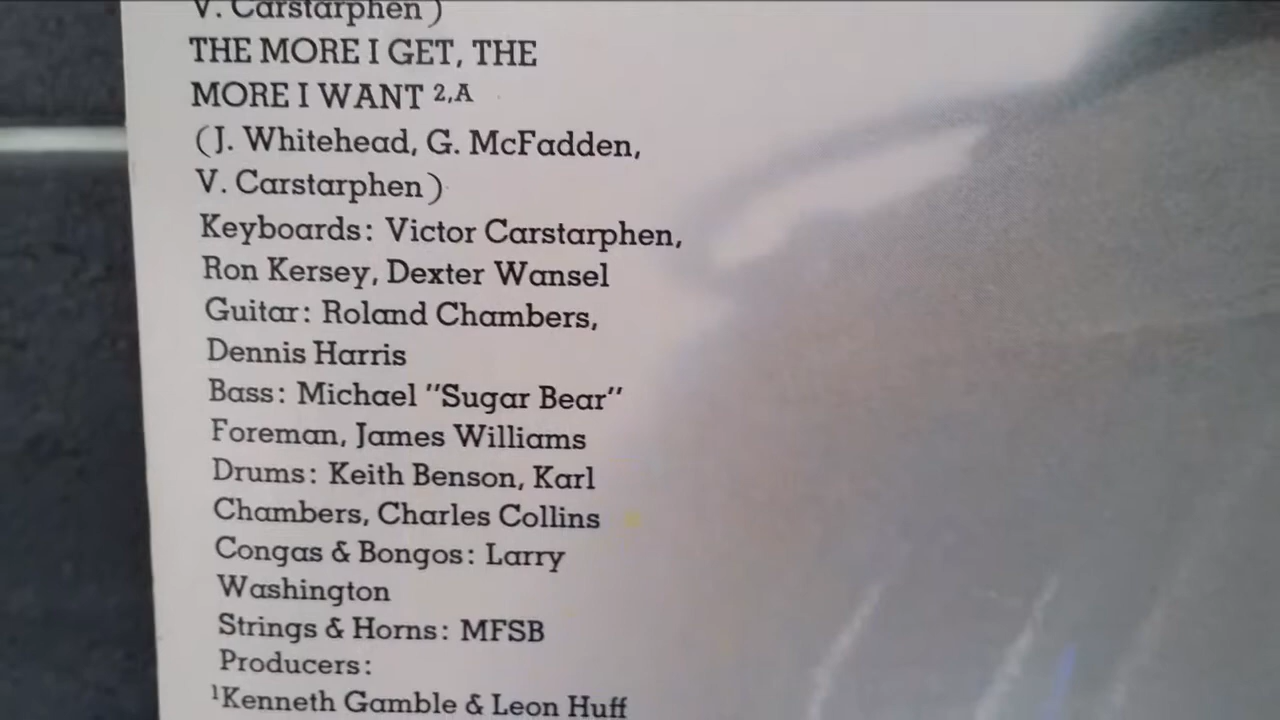 V. Carstarphen)
THE MORE I GET, THE
MORE I WANT 2,A
(J. Whitehead, G. McFadden,
V. Carstarphen)
Keyboards: Victor Carstarphen,
Ron Kersey, Dexter Wansel
Guitar: Roland Chambers,
Dennis Harris
Bass: Michael "Sugar Bear"
Foreman, James Williams
Drums: Keith Benson, Karl
Chambers, Charles Collins
Congas & Bongos: Larry
Washington
Strings & Horns: MFSB
Producers:
¹Kenneth Gamble & Leon Huff